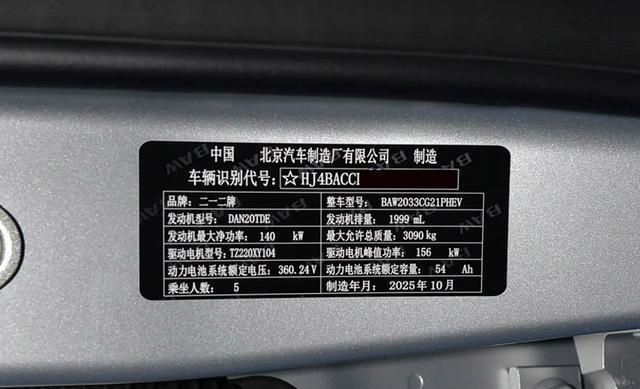 中国 北京汽车制造厂有限公司 制造
车辆识别代号：☆HJ4BACCI
品牌：二一二牌 整车型号：BAW2033CG21PHEV
发动机型号：DAN20TDE 发动机排量：1999 mL
发动机最大净功率：140 kW 最大允许总质量：3090kg
驱动电机型号：TZ220XY104 驱动电机峰值功率：156 kW
动力电池系统额定电压：360.24V 动力电池系统额定容量：54 Ah
乘坐人数：5 制造年月：2025年10月